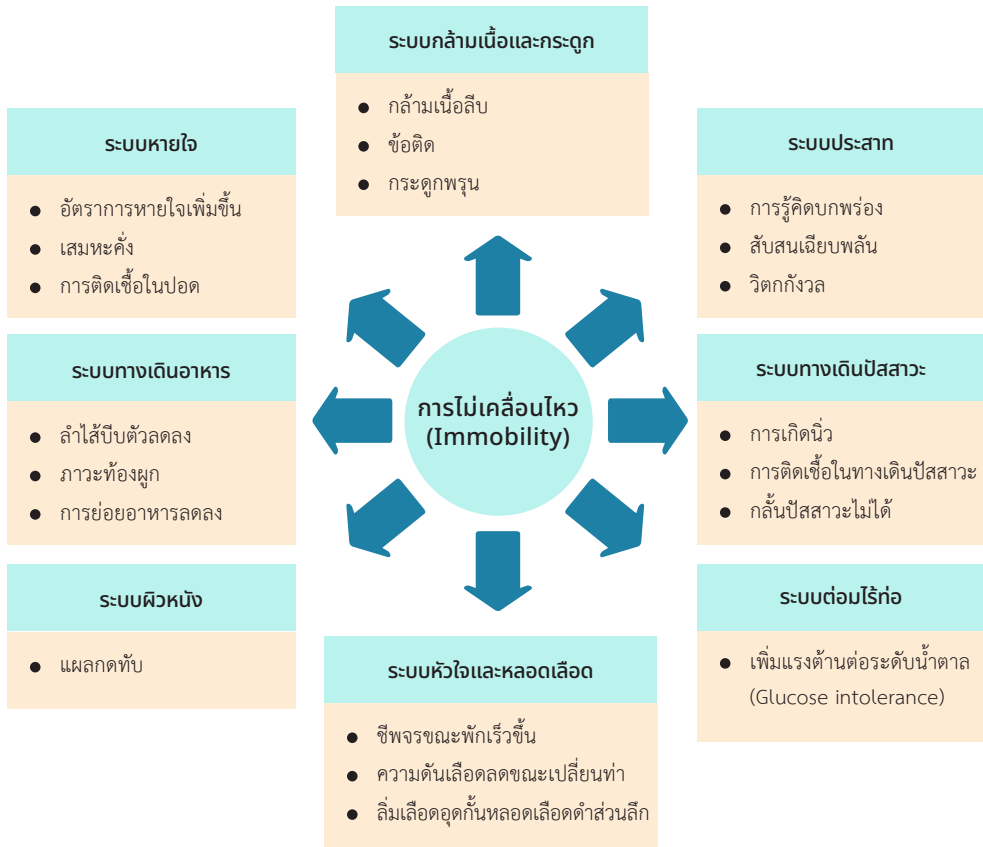 ระบบกล้ามเนื้อและกระดูก
กล้ามเนื้อลีบ
ข้อติด
กระดูกพรุน
ระบบหายใจ
อัตราการหายใจเพิ่มขึ้น
เสมหะคั่ง
การติดเชื้อในปอด
ระบบประสาท
การรู้คิดบกพร่อง
สับสนเฉียบพลัน
วิตกกังวล
การไม่เคลื่อนไหว
(Immobility)
ระบบทางเดินอาหาร
ลำไส้บีบตัวลดลง
ภาวะท้องผูก
การย่อยอาหารลดลง
ระบบทางเดินปัสสาวะ
การเกิดนิ่ว
การติดเชื้อในทางเดินปัสสาวะ
กลั้นปัสสาวะไม่ได้
ระบบผิวหนัง
แผลกดทับ
ระบบต่อมไร้ท่อ
เพิ่มแรงต้านต่อระดับน้ำตาล
(Glucose intolerance)
ระบบหัวใจและหลอดเลือด
ชีพจรขณะพักเร็วขึ้น
ความดันเลือดลดขณะเปลี่ยนท่า
ลิ่มเลือดอุดกั้นหลอดเลือดดำส่วนลึก